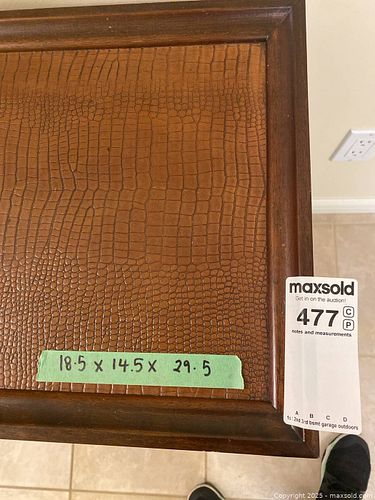 18.5 x 14.5 x 29.5
maxsold
Get in on the auction!
477 C
P
notes and measurements
A B C D
1st 2nd 3rd bsmt garage outdoors
Copyright 2025 - maxsold.com